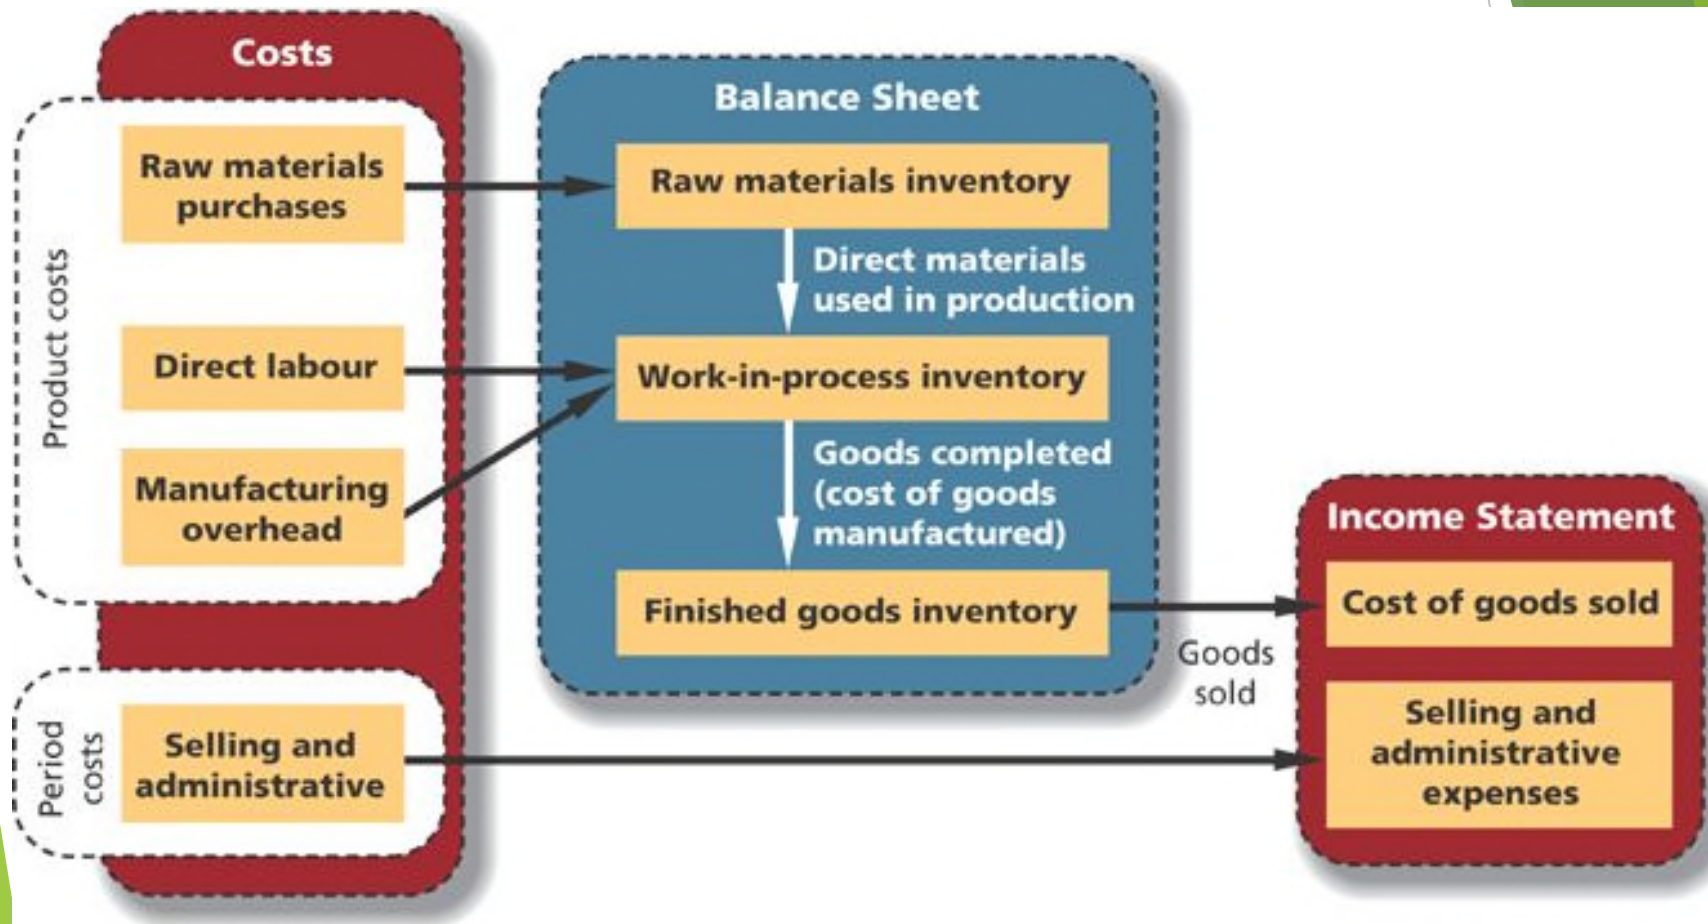 Costs
Product costs
Raw materials
purchases
Direct labour
Manufacturing
overhead
Period
costs
Selling and
administrative
Balance Sheet
Raw materials inventory
Direct materials
used in production
Work-in-process inventory
Goods completed
(cost of goods
manufactured)
Finished goods inventory
Goods
sold
Income Statement
Cost of goods sold
Selling and
administrative
expenses